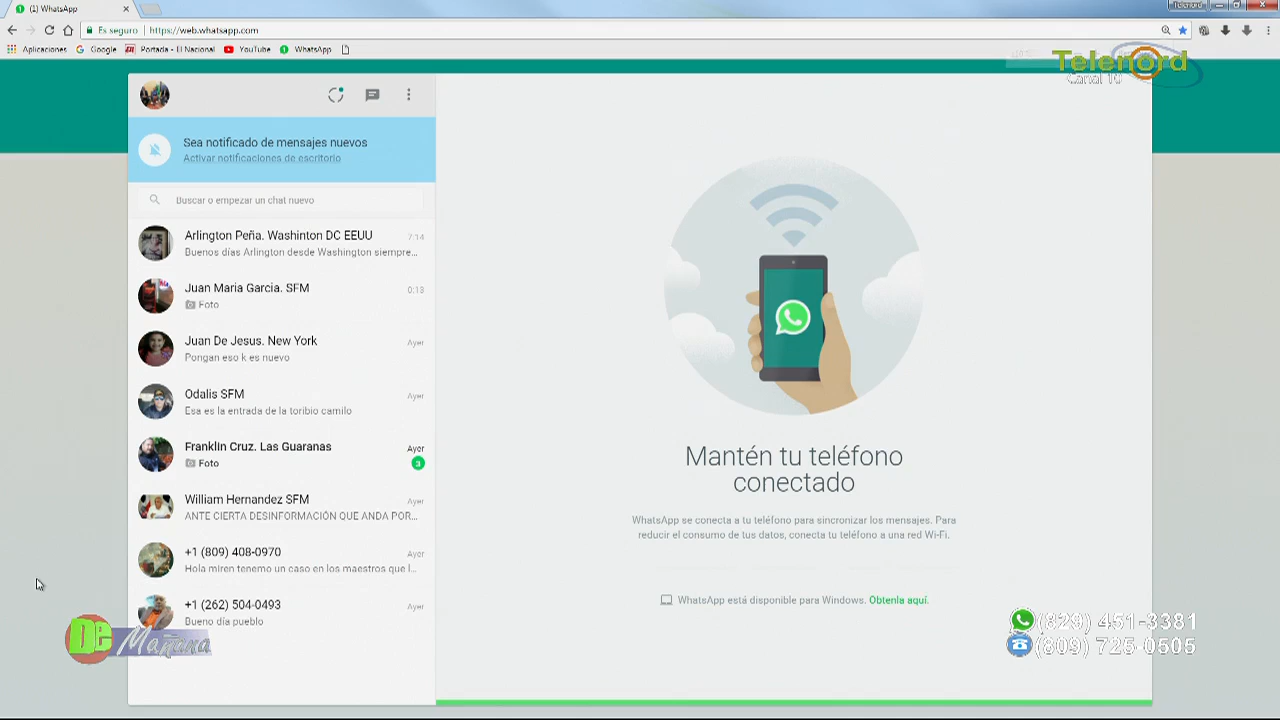 (1) WhatsApp
Telenord
Es seguro
https://web.whatsapp.com
Aplicaciones
Google
Portada - El Nacional
YouTube
WhatsApp
Telenord
Canal 10
Sea notificado de mensajes nuevos
Activar notificaciones de escritorio
Buscar o empezar un chat nuevo
Arlington Peña. Washinton DC EEUU
7:14
Buenos días Arlington desde Washington siempre...
Juan Maria Garcia. SFM
0:13
Foto
Juan De Jesus. New York
Ayer
Pongan eso k es nuevo
Odalis SFM
Ayer
Esa es la entrada de la toribio camilo
Franklin Cruz. Las Guaranas
Ayer
Foto
3
William Hernandez SFM
Ayer
ANTE CIERTA DESINFORMACIÓN QUE ANDA POR...
+1 (809) 408-0970
Ayer
Hola miren tenemo un caso en los maestros que l...
+1 (262) 504-0493
Ayer
Bueno día pueblo
Mantén tu teléfono
conectado
WhatsApp se conecta a tu teléfono para sincronizar los mensajes. Para
reducir el consumo de tus datos, conecta tu teléfono a una red Wi-Fi.
WhatsApp está disponible para Windows. Obtenla aquí.
De Mañana
(829) 451-3381
(809) 725-0505